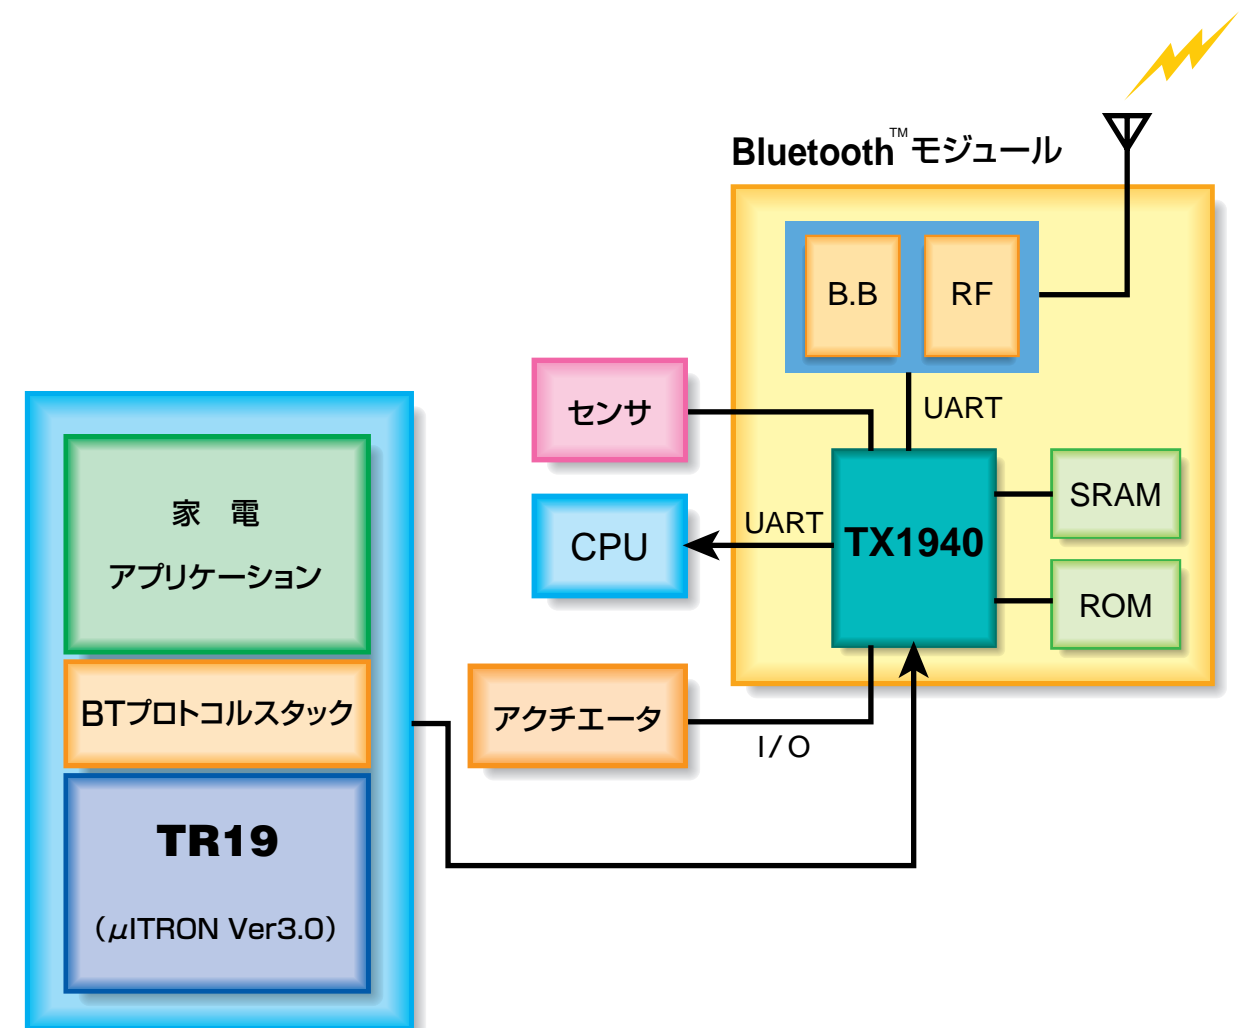 Bluetooth™モジュール
B.B
RF
UART
センサ
SRAM
家 電
アプリケーション
CPU
UART
TX1940
ROM
BTプロトコルスタック
アクチエータ
I/O
TR19
(μITRON Ver3.0)